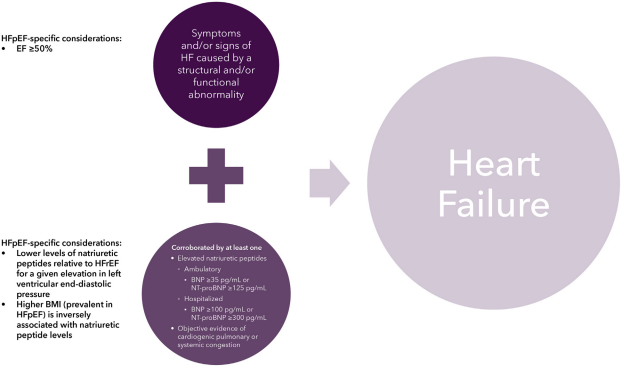 HFpEF-specific considerations:
• EF ≥50%
Symptoms
and/or signs of
HF caused by a
structural and/or
functional
abnormality
HFpEF-specific considerations:
• Lower levels of natriuretic
peptides relative to HFrEF
for a given elevation in left
ventricular end-diastolic
pressure
• Higher BMI (prevalent in
HFpEF) is inversely
associated with natriuretic
peptide levels
Corroborated by at least one
• Elevated natriuretic peptides
◦ Ambulatory
• BNP ≥35 pg/mL or
NT-proBNP ≥125 pg/mL
◦ Hospitalized
• BNP ≥100 pg/mL or
NT-proBNP ≥300 pg/mL
• Objective evidence of
cardiogenic pulmonary or
systemic congestion
Heart
Failure